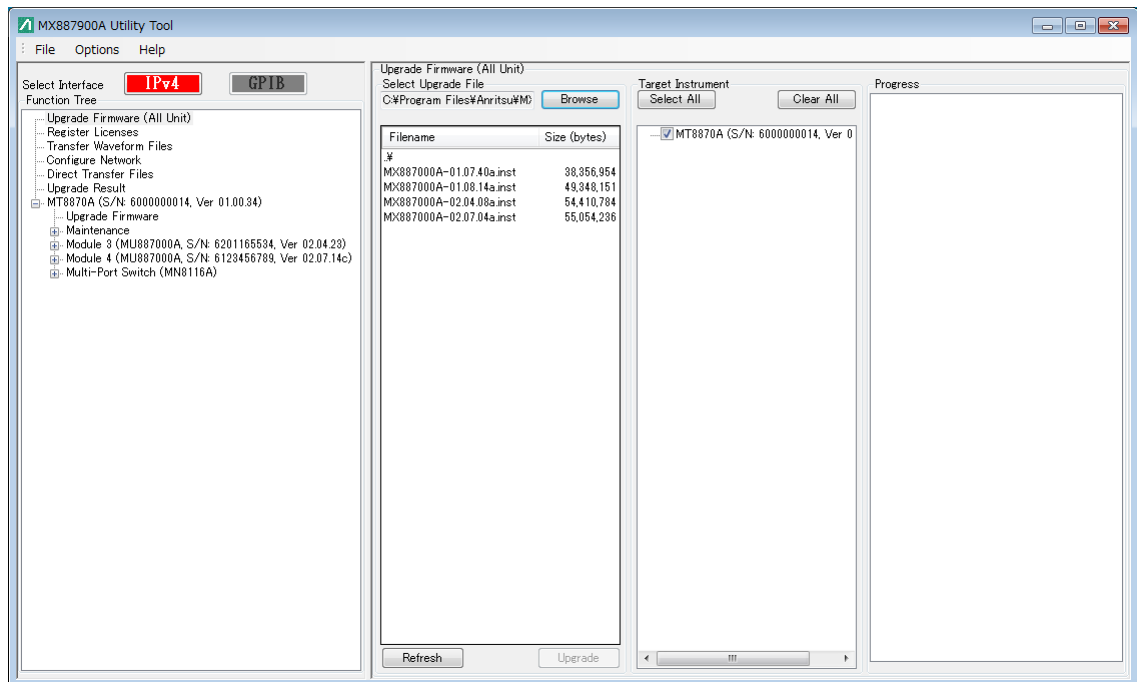 MX887900A Utility Tool
File Options Help
Select Interface IPv4 GPIB
Function Tree
Upgrade Firmware (All Unit)
Register Licenses
Transfer Waveform Files
Configure Network
Direct Transfer Files
Upgrade Result
MT8870A (S/N: 6000000014, Ver 01.00.34)
Upgrade Firmware
Maintenance
Module 3 (MU887000A, S/N: 6201165534, Ver 02.04.23)
Module 4 (MU887000A, S/N: 6123456789, Ver 02.07.14c)
Multi-Port Switch (MN8116A)
Upgrade Firmware (All Unit)
Select Upgrade File
C:¥Program Files¥Anritsu¥M Browse
Filename Size (bytes)
.¥
MX887000A-01.07.40a.inst 38,356,954
MX887000A-01.08.14a.inst 49,348,151
MX887000A-02.04.08a.inst 54,410,784
MX887000A-02.07.04a.inst 55,054,236
Refresh Upgrade
Target Instrument
Select All Clear All
MT8870A (S/N: 6000000014, Ver 0
Progress